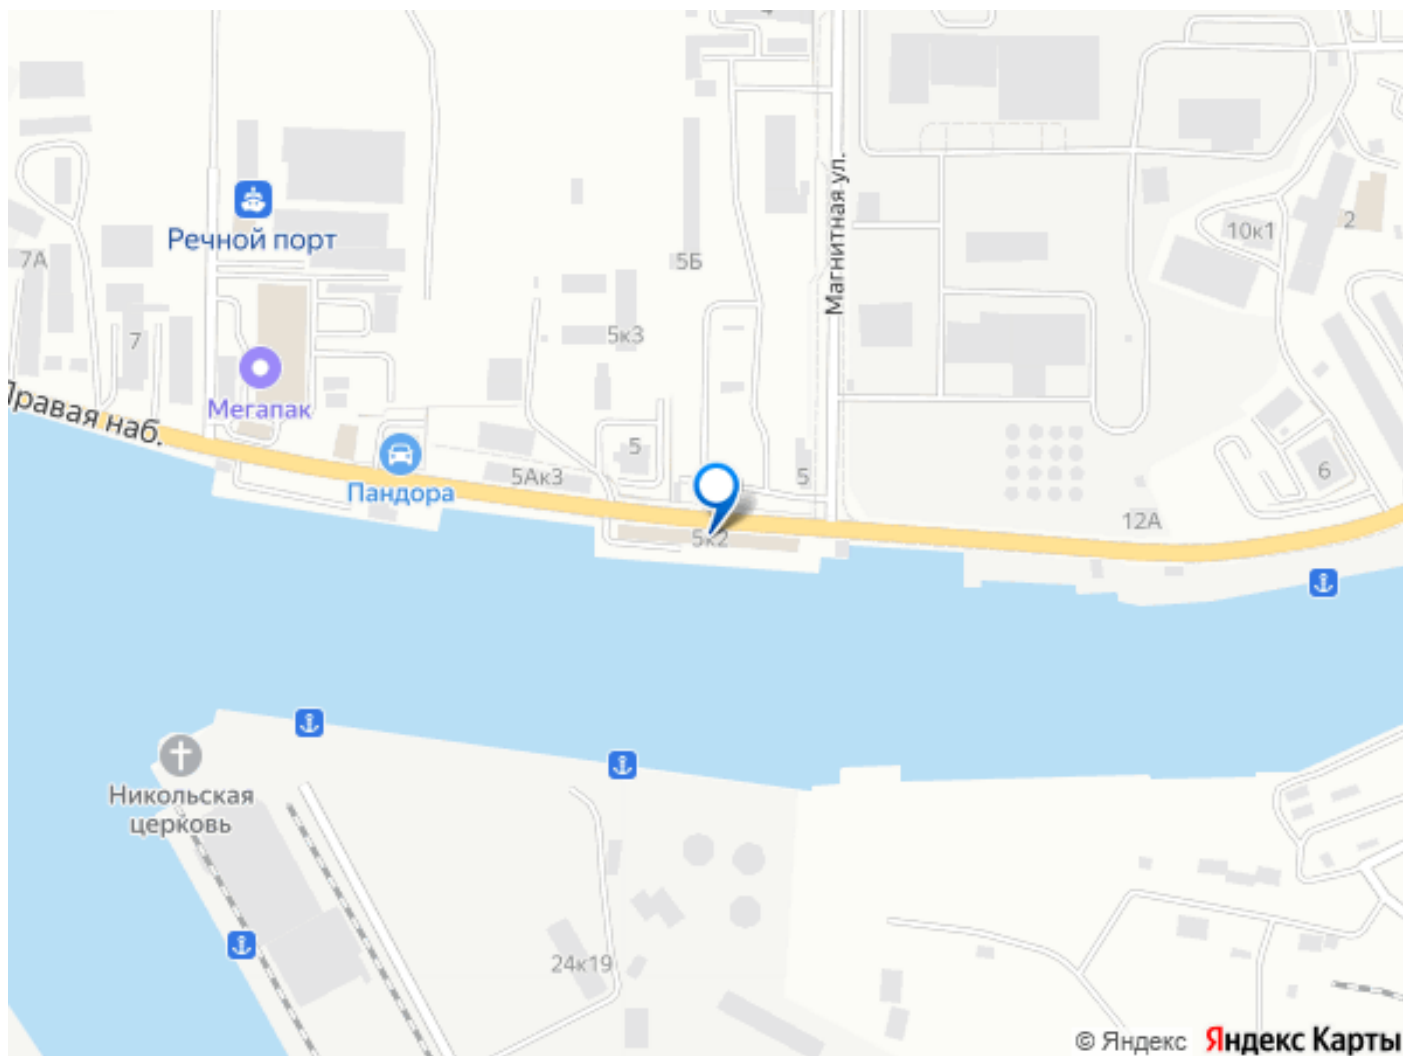 Речной порт
Магнитная ул.
10к1
2
7А
5Б
7
5к3
Мегапак
Правая наб.
5
5
5Ак3
Пандора
6
12А
5к2
Никольская
церковь
24к19
© Яндекс Яндекс Карты